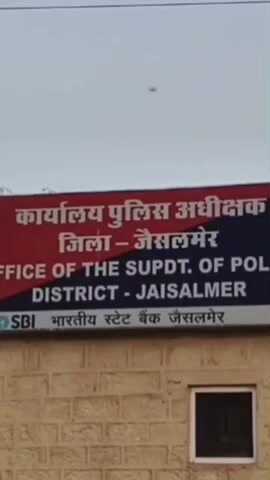 कार्यालय पुलिस अधीक्षक
जिला – जैसलमेर
FFICE OF THE SUPDT. OF POL
DISTRICT - JAISALMER
SBI भारतीय स्टेट बैंक जैसलमेर